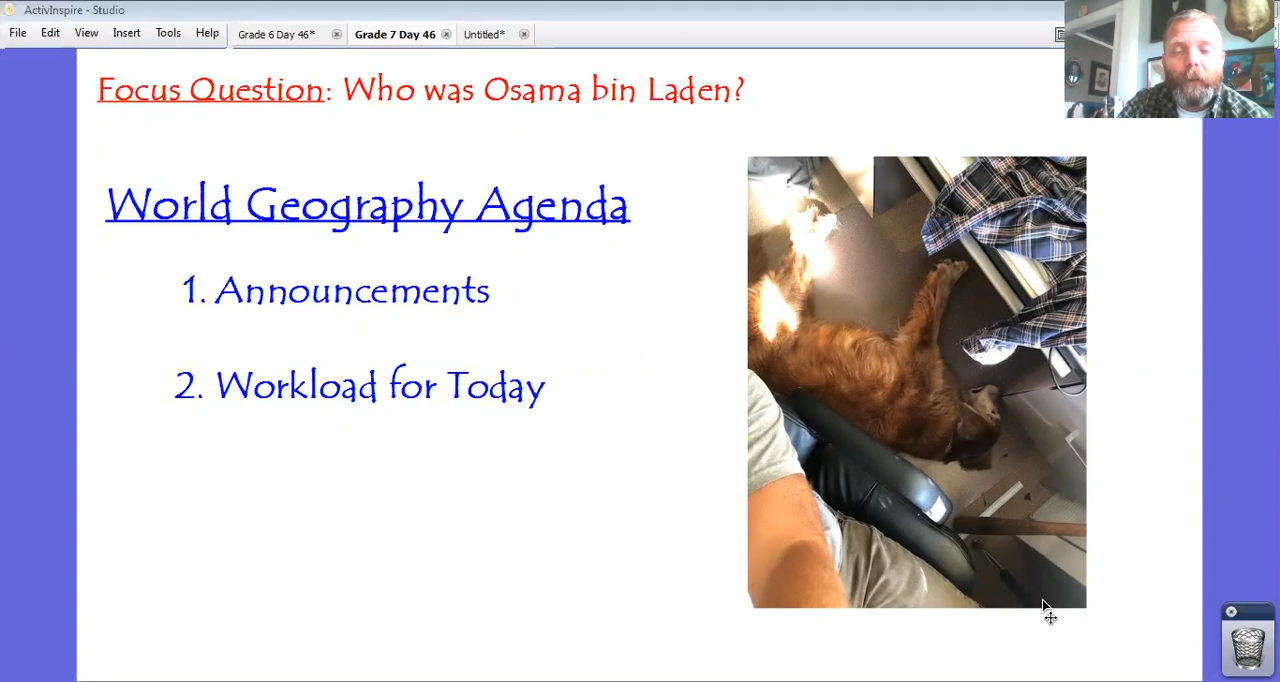 ActivInspire - Studio
File Edit View Insert Tools Help
Grade 6 Day 46* Grade 7 Day 46 Untitled*
Focus Question: Who was Osama bin Laden?
World Geography Agenda
1. Announcements
2. Workload for Today